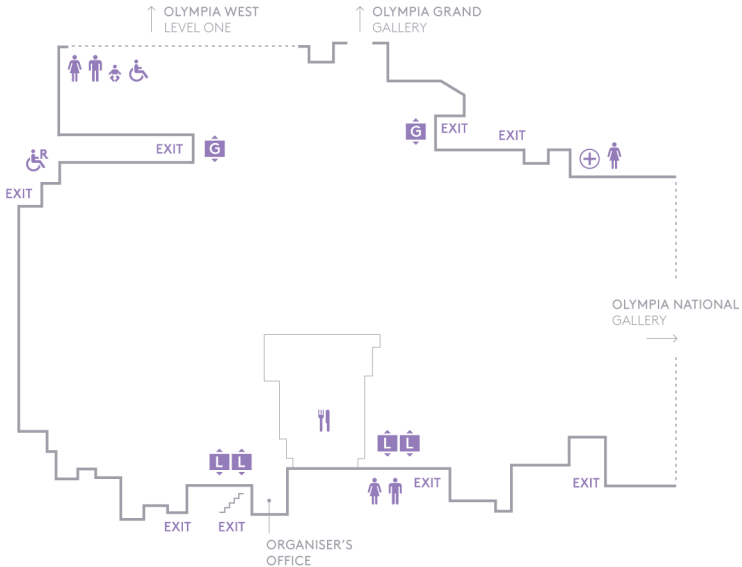 OLYMPIA WEST
LEVEL ONE
OLYMPIA GRAND
GALLERY
G
EXIT
EXIT
EXIT
G
R
EXIT
OLYMPIA NATIONAL
GALLERY
L L
L L
EXIT
EXIT
EXIT
EXIT
ORGANISER'S
OFFICE